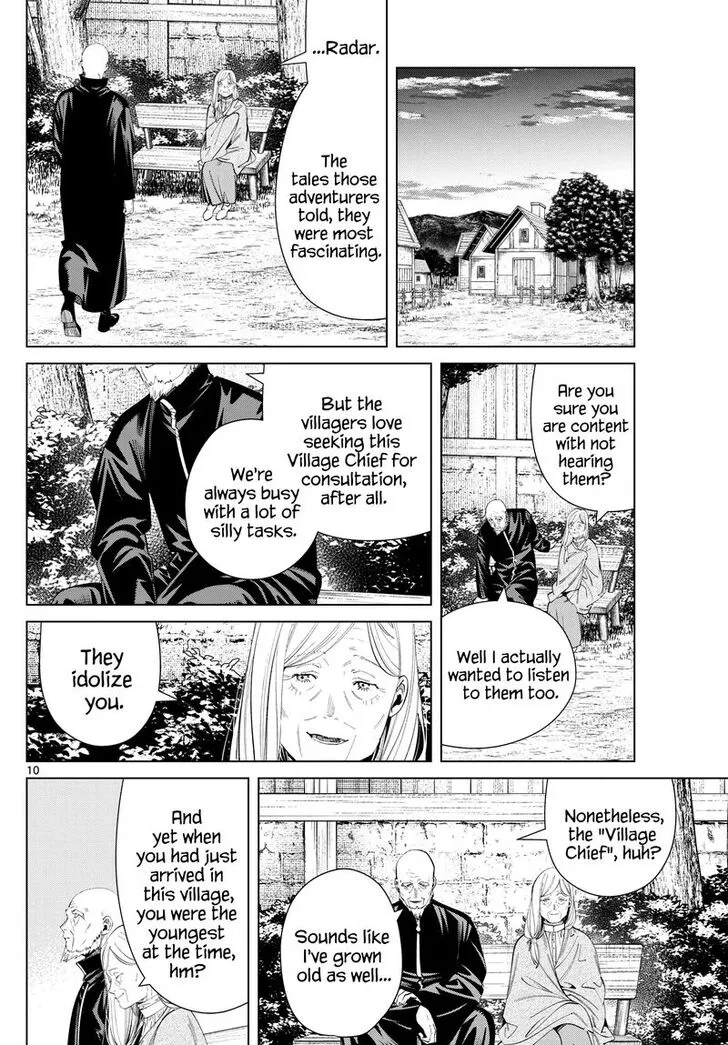 ...Radar.
The
tales those
adventurers
told, they
were most
fascinating.
Are you
sure you
are content
with not
hearing
them?
Well I actually
wanted to listen
to them too.
But the
villagers love
seeking this
Village Chief for
consultation,
after all.
We're
always busy
with a lot of
silly tasks.
They
idolize
you.
10
Nonetheless,
the "Village
Chief", huh?
Sounds like
I've grown
old as well...
And
yet when
you had just
arrived in
this village,
you were the
youngest
at the time,
hm?